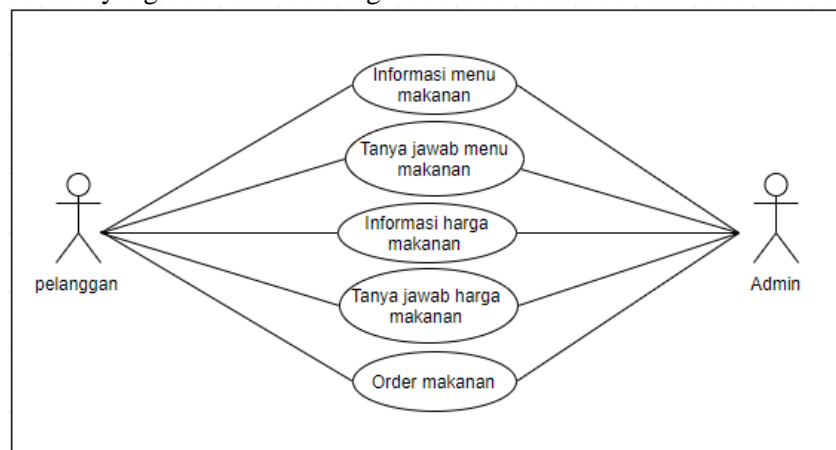 Informasi menu
makanan
Tanya jawab menu
makanan
Informasi harga
makanan
pelanggan
Admin
Tanya jawab harga
makanan
Order makanan